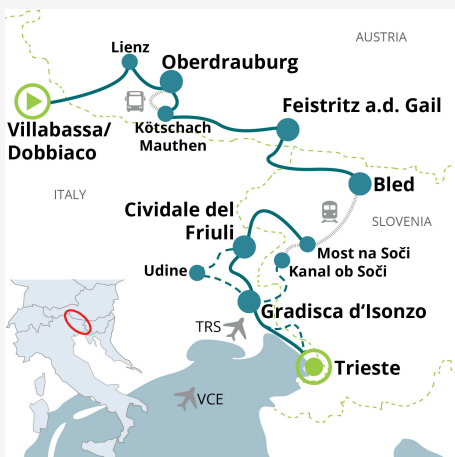 AUSTRIA
Lienz
Oberdrauburg
Feistritz a.d. Gail
Villabassa/
Dobbiaco
Kötschach
Mauthen
ITALY
Bled
Cividale del
Friuli
SLOVENIA
Most na Soči
Udine
Kanal ob Soči
Gradisca d'Isonzo
TRS
Trieste
VCE